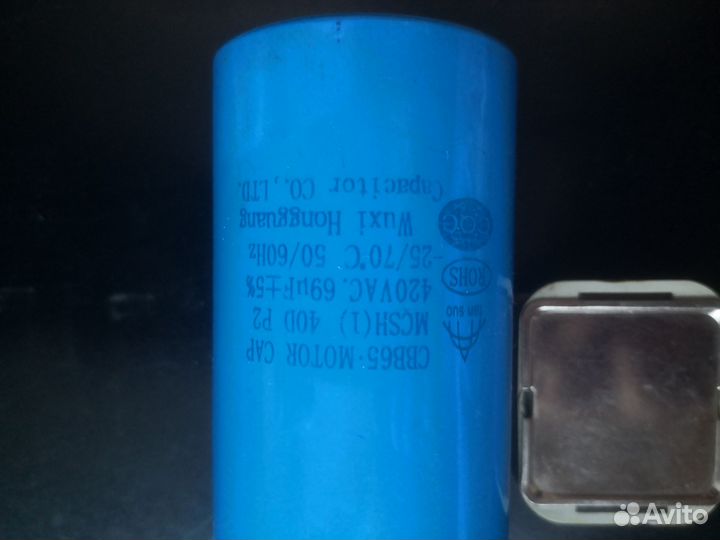 CBB65-MOTOR CAP
MCSH(1) 40D P2
420VAC. 69μF±5%
-25/70℃ 50/60Hz
Wuxi Hongguang
Capacitor CO.,LTD.
ROHS
CQC
Avito